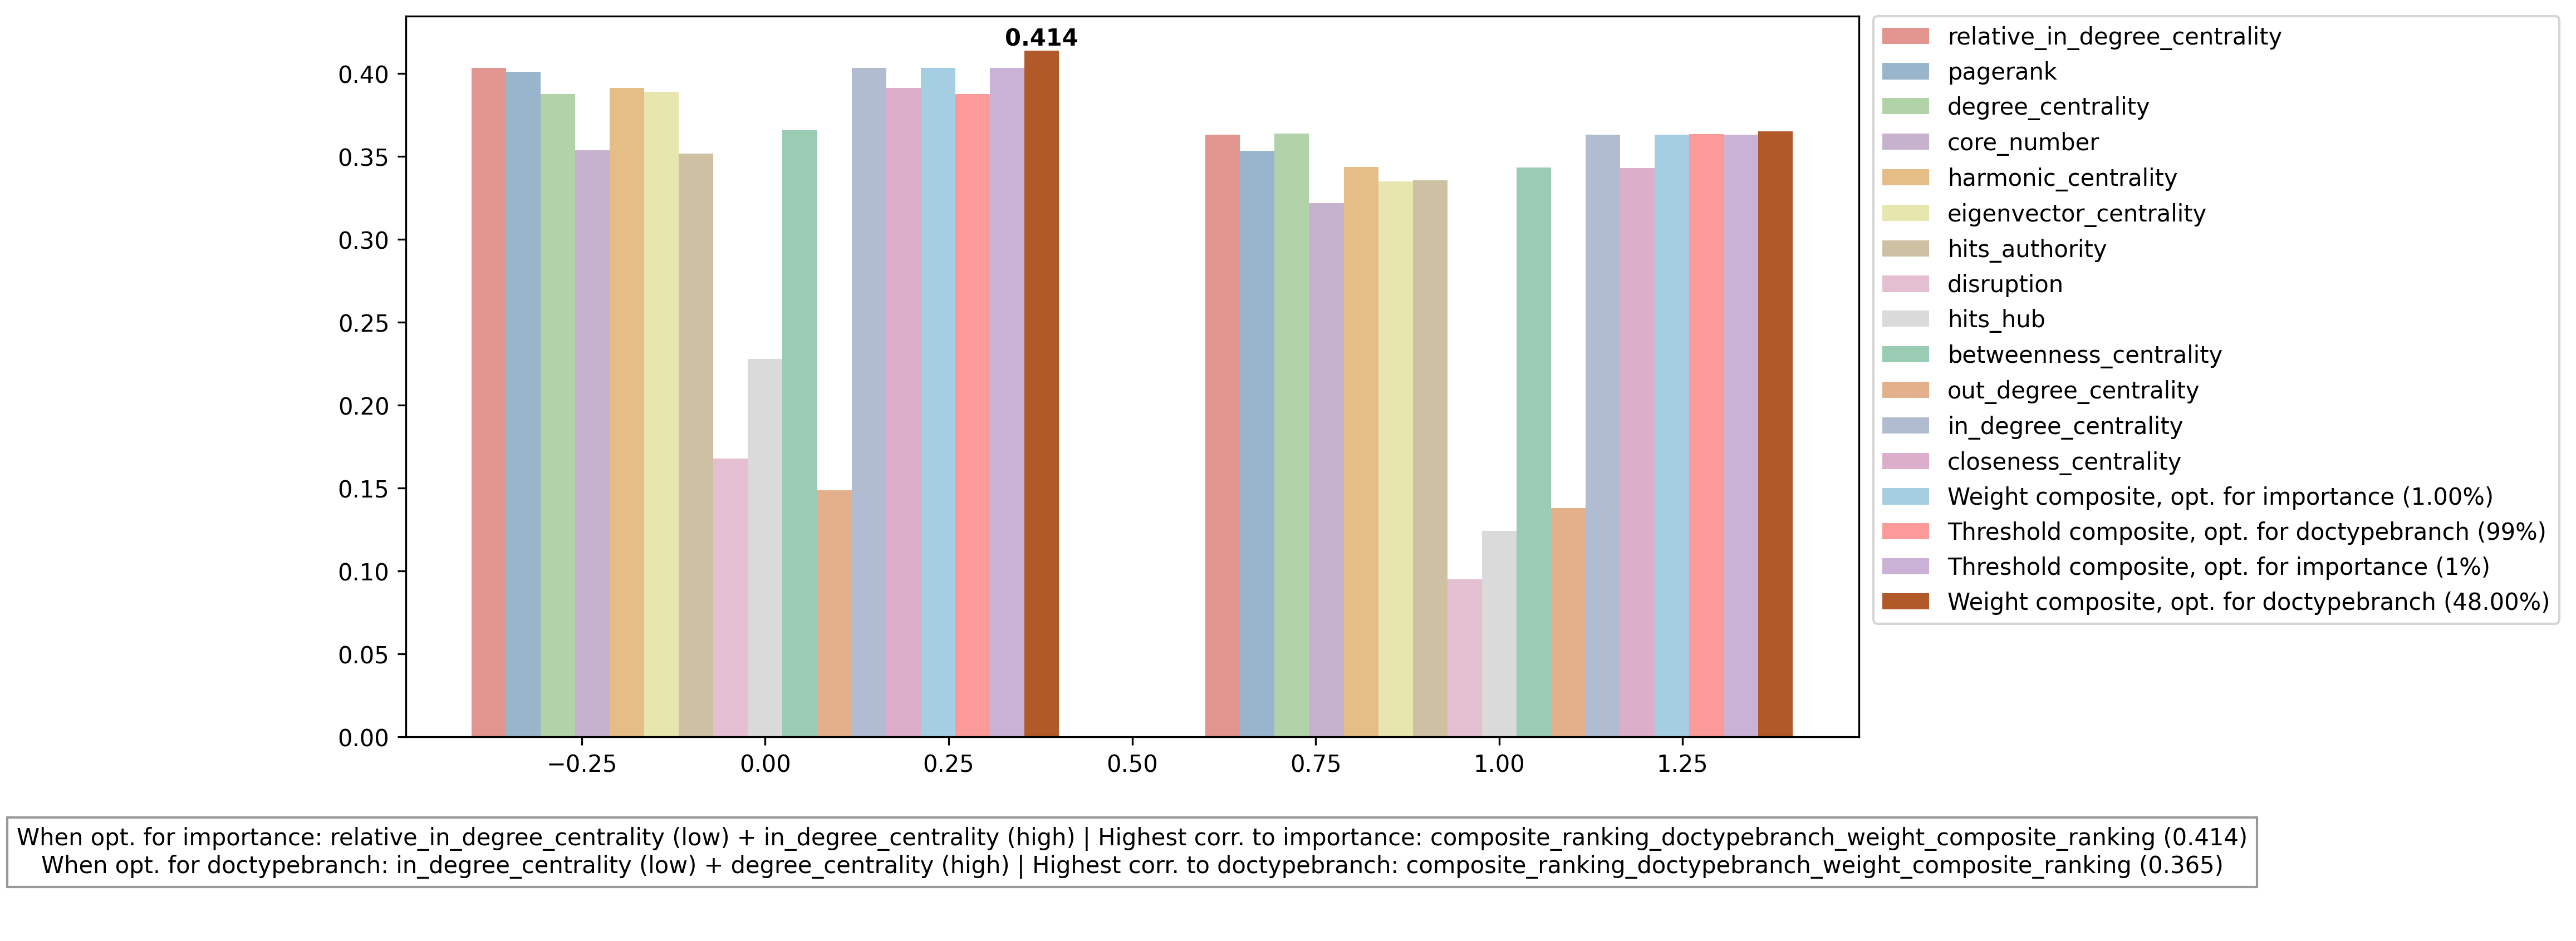 0.414
0.40
0.35
0.30
0.25
0.20
0.15
0.10
0.05
0.00
−0.25 0.00 0.25 0.50 0.75 1.00 1.25
relative_in_degree_centrality
pagerank
degree_centrality
core_number
harmonic_centrality
eigenvector_centrality
hits_authority
disruption
hits_hub
betweenness_centrality
out_degree_centrality
in_degree_centrality
closeness_centrality
Weight composite, opt. for importance (1.00%)
Threshold composite, opt. for doctypebranch (99%)
Threshold composite, opt. for importance (1%)
Weight composite, opt. for doctypebranch (48.00%)
When opt. for importance: relative_in_degree_centrality (low) + in_degree_centrality (high) | Highest corr. to importance: composite_ranking_doctypebranch_weight_composite_ranking (0.414)
When opt. for doctypebranch: in_degree_centrality (low) + degree_centrality (high) | Highest corr. to doctypebranch: composite_ranking_doctypebranch_weight_composite_ranking (0.365)